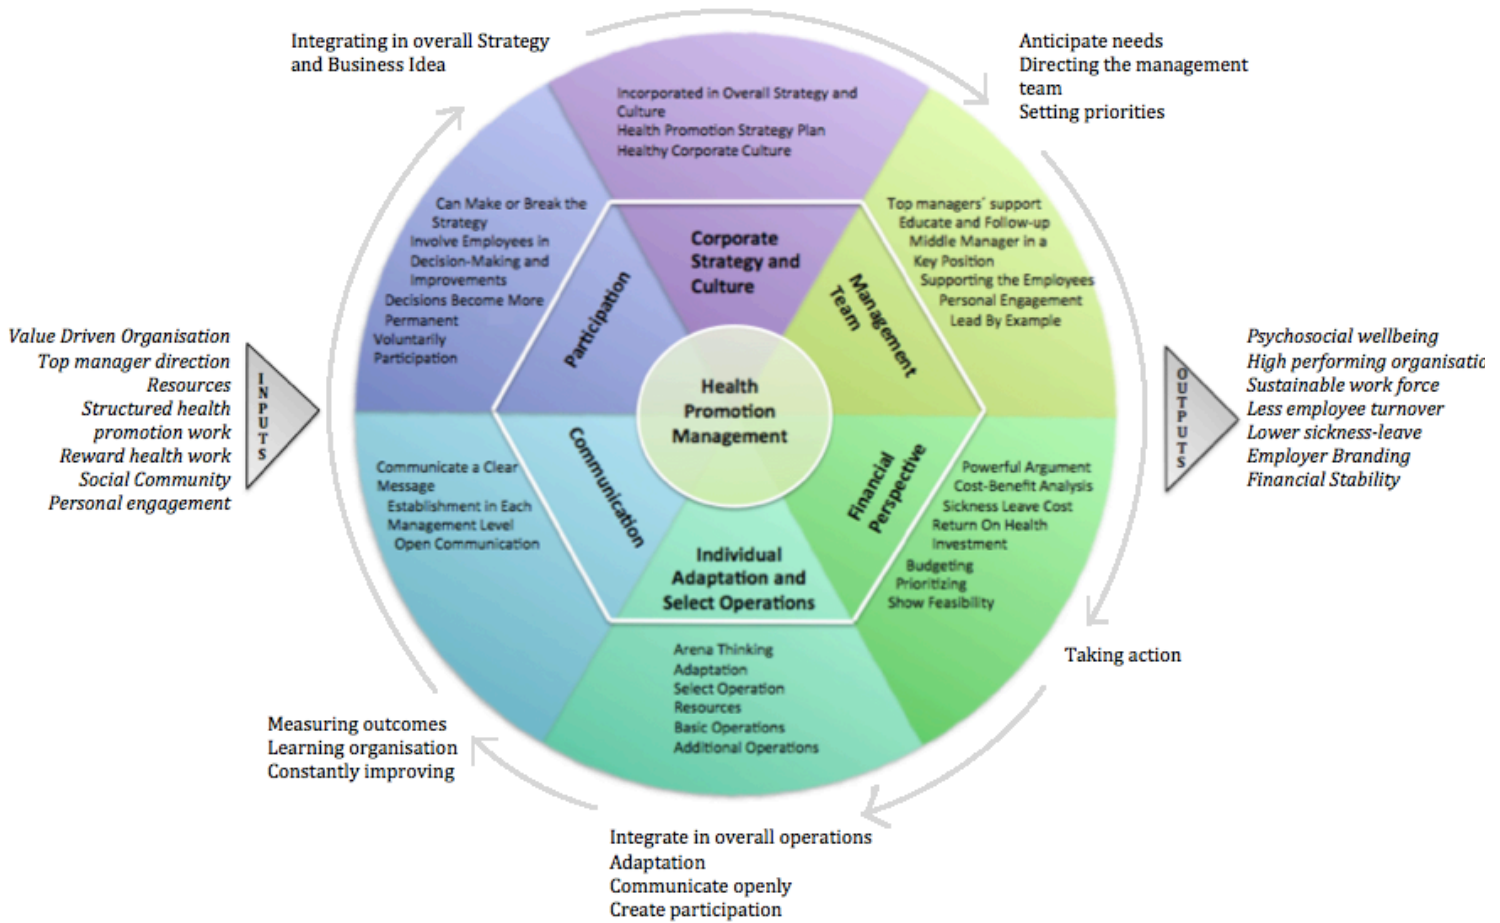 Integrating in overall Strategy
and Business Idea
Anticipate needs
Directing the management
team
Setting priorities
Incorporated in Overall Strategy and
Culture
Health Promotion Strategy Plan
Healthy Corporate Culture
Can Make or Break the
Strategy
Involve Employees in
Decision-Making and
Improvements
Decisions Become More
Permanent
Voluntarily
Participation
Top managers´ support
Educate and Follow-up
Middle Manager in a
Key Position
Supporting the Employees
Personal Engagement
Lead By Example
Corporate
Strategy and
Culture
Participation
Management
Team
Health
Promotion
Management
Communication
Financial
Perspective
Individual
Adaptation and
Select Operations
Value Driven Organisation
Top manager direction
Resources
Structured health
promotion work
Reward health work
Social Community
Personal engagement
INPUTS
OUTPUTS
Psychosocial wellbeing
High performing organisatio
Sustainable work force
Less employee turnover
Lower sickness-leave
Employer Branding
Financial Stability
Communicate a Clear
Message
Establishment in Each
Management Level
Open Communication
Powerful Argument
Cost-Benefit Analysis
Sickness Leave Cost
Return On Health
Investment
Budgeting
Prioritizing
Show Feasibility
Arena Thinking
Adaptation
Select Operation
Resources
Basic Operations
Additional Operations
Taking action
Measuring outcomes
Learning organisation
Constantly improving
Integrate in overall operations
Adaptation
Communicate openly
Create participation